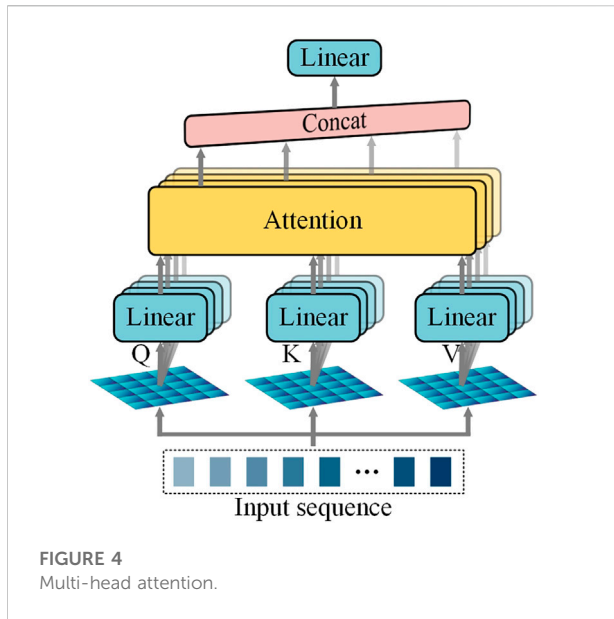 Linear
Concat
Attention
Linear Linear Linear
Q K V
...
Input sequence
FIGURE 4
Multi-head attention.